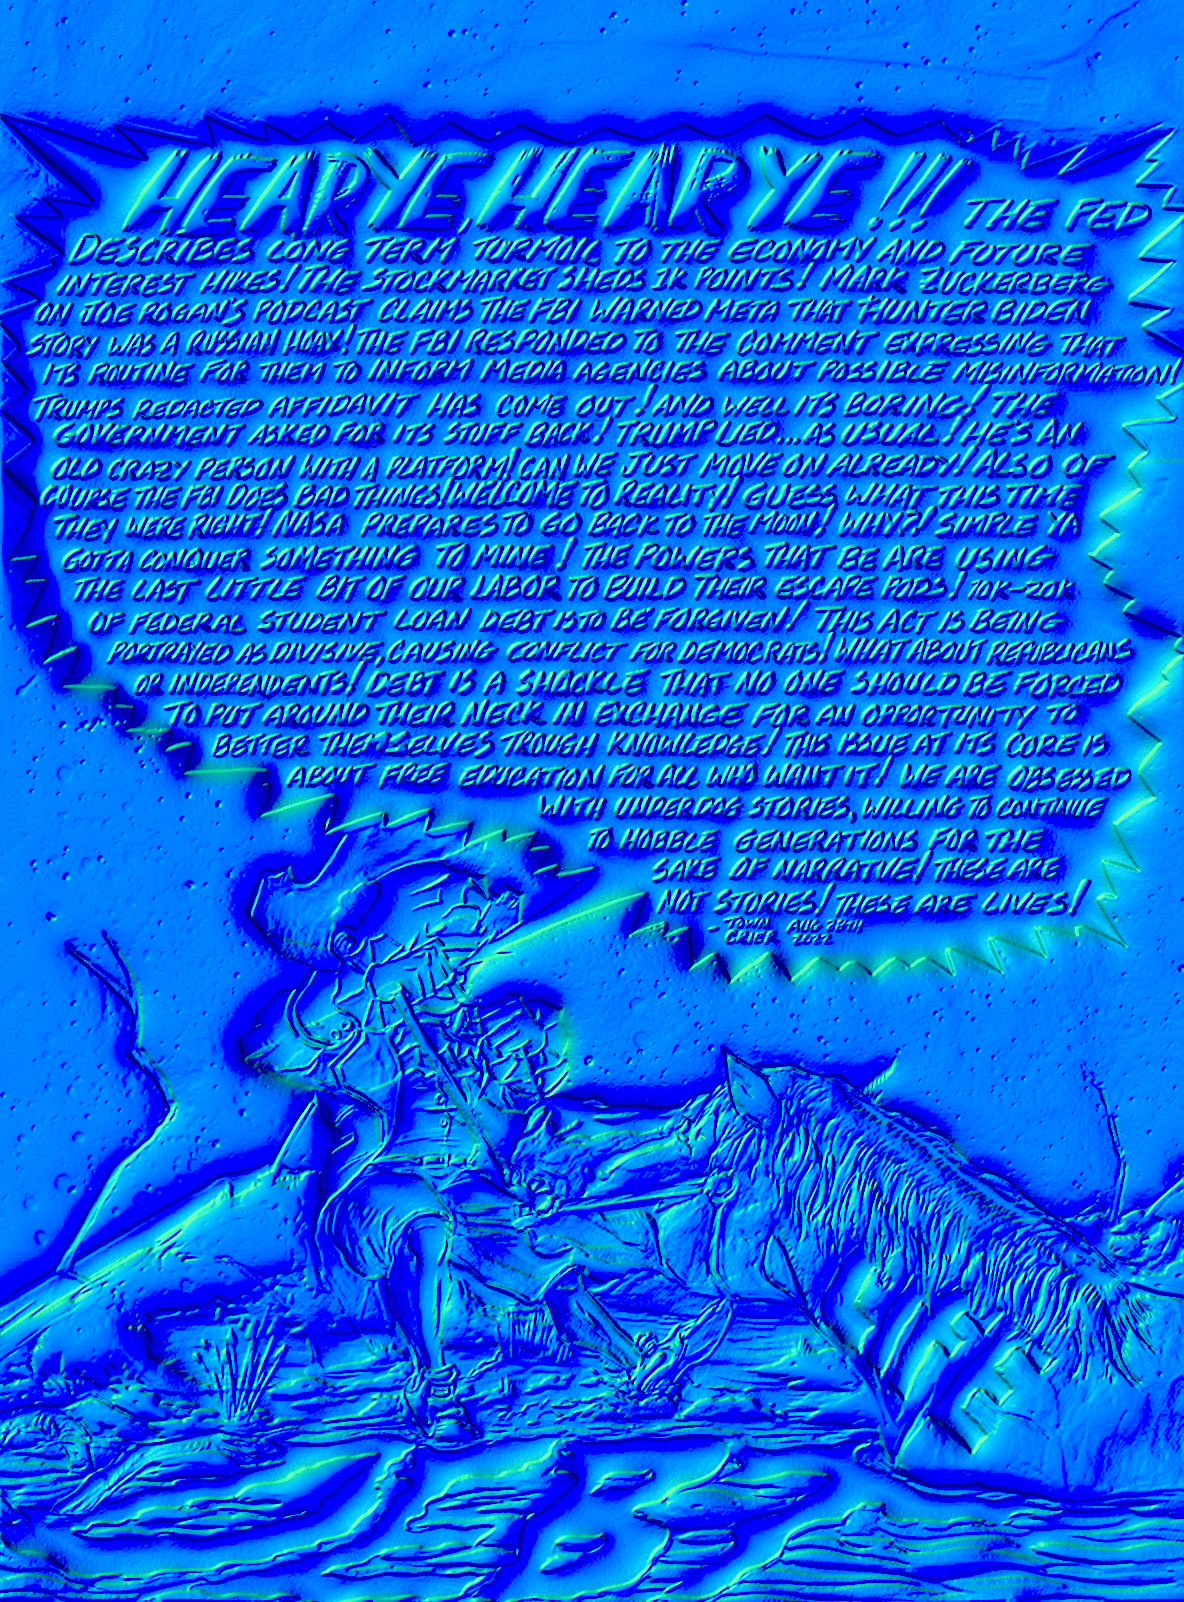 HEAR YE, HEAR YE!!! THE FED
DESCRIBES LONG TERM TURMOIL TO THE ECONOMY AND FUTURE
INTEREST HIKES! THE STOCKMARKET SHEDS 1K POINTS! MARK ZUCKERBERG
ON JOE ROGAN'S PODCAST CLAIMS THE FBI WARNED META THAT HUNTER BIDEN
STORY WAS A RUSSIAN HOAX! THE FBI RESPONDED TO THE COMMENT EXPRESSING THAT
ITS ROUTINE FOR THEM TO INFORM MEDIA AGENCIES ABOUT POSSIBLE MISINFORMATION!
TRUMPS REDACTED AFFIDAVIT HAS COME OUT! AND WELL ITS BORING! THE
GOVERNMENT ASKED FOR ITS STUFF BACK! TRUMP LIED...AS USUAL! HE'S AN
OLD CRAZY PERSON WITH A PLATFORM! CAN WE JUST MOVE ON ALREADY! ALSO OF
COURSE THE FBI DOES BAD THINGS! WELCOME TO REALITY! GUESS WHAT THIS TIME
THEY WERE RIGHT! NASA PREPARES TO GO BACK TO THE MOON! WHY?! SIMPLE YA
GOTTA CONQUER SOMETHING TO MINE! THE POWERS THAT BE ARE USING
THE LAST LITTLE BIT OF OUR LABOR TO BUILD THEIR ESCAPE PODS! 10K-20K
OF FEDERAL STUDENT LOAN DEBT IS TO BE FORGIVEN! THIS ACT IS BEING
PORTRAYED AS DIVISIVE, CAUSING CONFLICT FOR DEMOCRATS! WHAT ABOUT REPUBLICANS
OR INDEPENDENTS! DEBT IS A SHACKLE THAT NO ONE SHOULD BE FORCED
TO PUT AROUND THEIR NECK IN EXCHANGE FOR AN OPPORTUNITY TO
BETTER THEMSELVES TROUGH KNOWLEDGE! THIS ISSUE AT ITS CORE IS
ABOUT FREE EDUCATION FOR ALL WHO WANT IT! WE ARE OBSESSED
WITH UNDERDOG STORIES, WILLING TO CONTINUE
TO HOBBLE GENERATIONS FOR THE
SAKE OF NARRATIVE! THESE ARE
NOT STORIES! THESE ARE LIVES!
- TOWN CRIER AUG 28TH 2022
LIFE